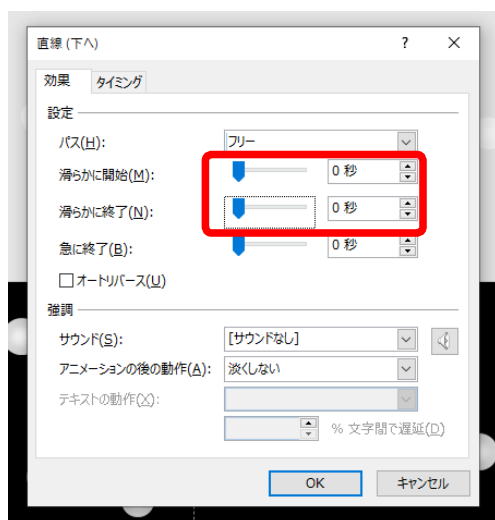 直線 (下へ)
? ×
効果 タイミング
設定
パス(H): フリー
滑らかに開始(M): 0 秒
滑らかに終了(N): 0 秒
急に終了(B): 0 秒
オートリバース(U)
強調
サウンド(S): [サウンドなし]
アニメーションの後の動作(A): 淡くしない
テキストの動作(X):
% 文字間で遅延(D)
OK キャンセル